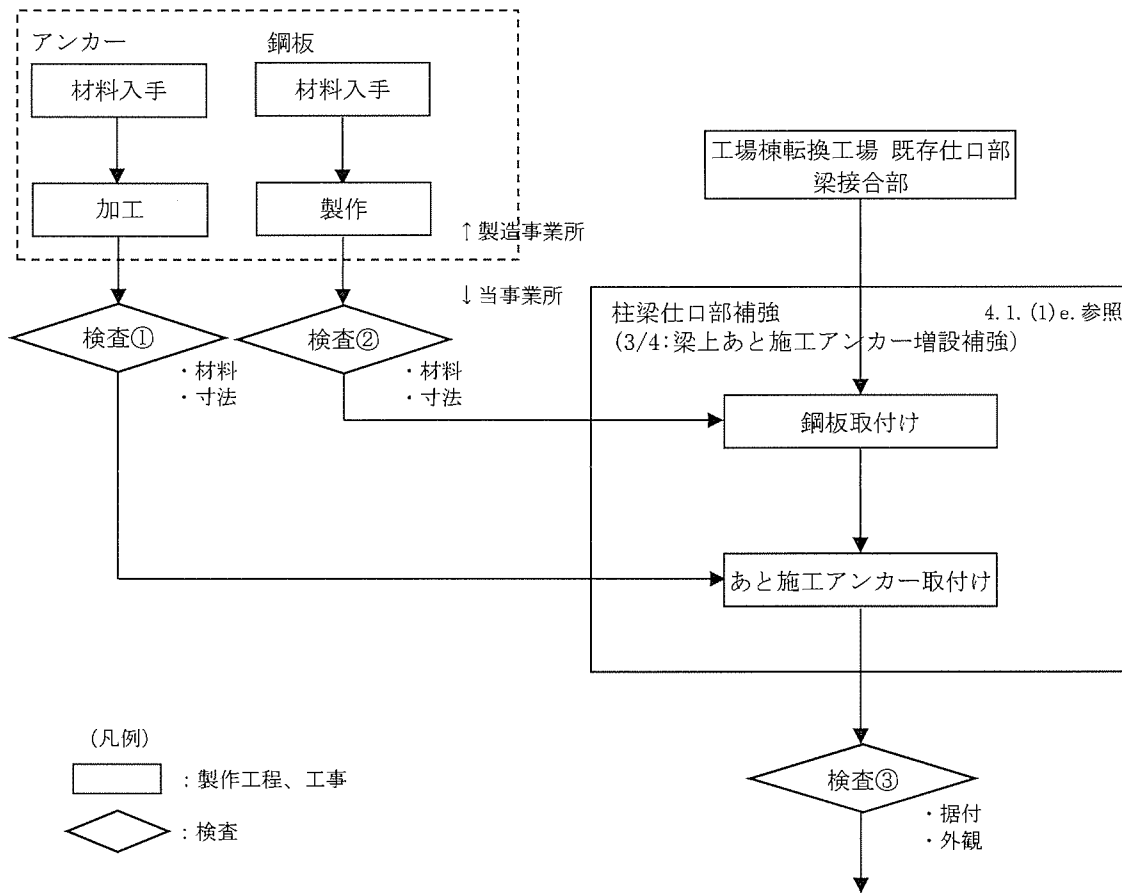 アンカー
鋼板
材料入手
材料入手
工場棟転換工場 既存仕口部
梁接合部
加工
製作
↑製造事業所
↓当事業所
検査①
・材料
・寸法
検査②
・材料
・寸法
柱梁仕口部補強 4.1.(1)e.参照
(3/4:梁上あと施工アンカー増設補強)
鋼板取付け
あと施工アンカー取付け
検査③
・据付
・外観
(凡例)
:製作工程、工事
:検査